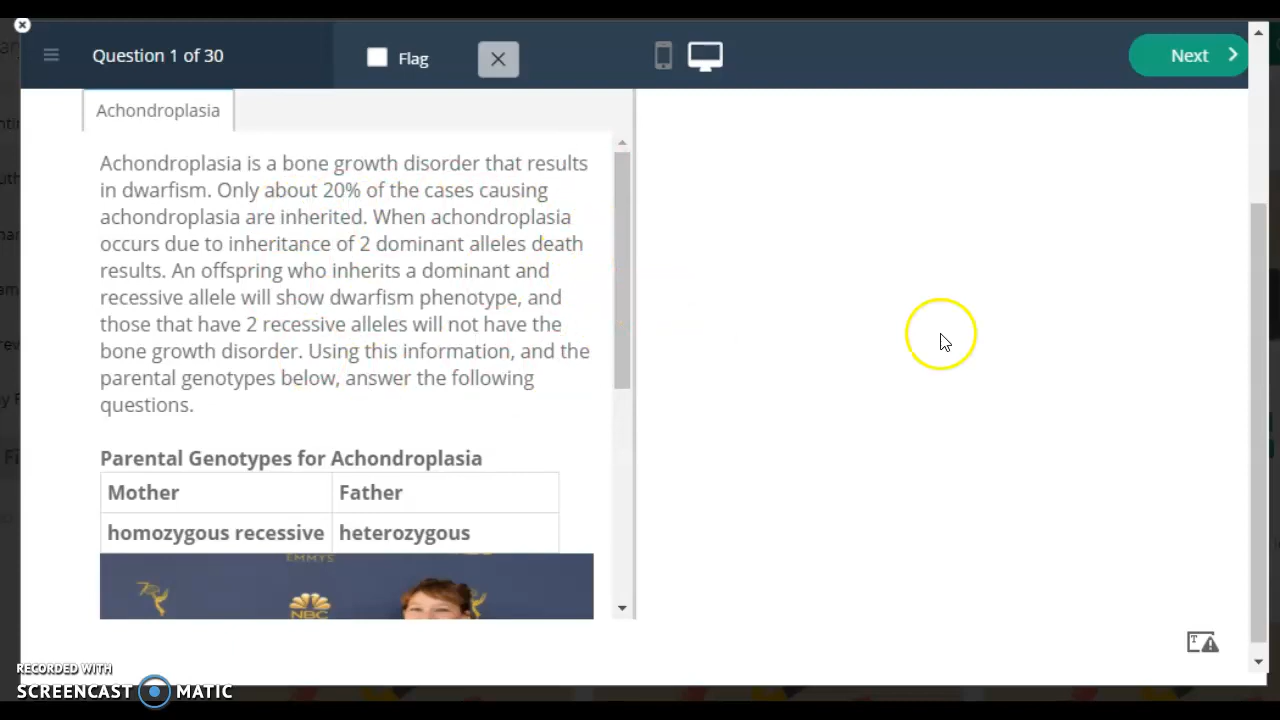 Question 1 of 30
Flag
Next
Achondroplasia
Achondroplasia is a bone growth disorder that results
in dwarfism. Only about 20% of the cases causing
achondroplasia are inherited. When achondroplasia
occurs due to inheritance of 2 dominant alleles death
results. An offspring who inherits a dominant and
recessive allele will show dwarfism phenotype, and
those that have 2 recessive alleles will not have the
bone growth disorder. Using this information, and the
parental genotypes below, answer the following
questions.
Parental Genotypes for Achondroplasia
Mother Father
homozygous recessive heterozygous
EMMYS
NBC
T
RECORDED WITH
SCREENCAST MATIC